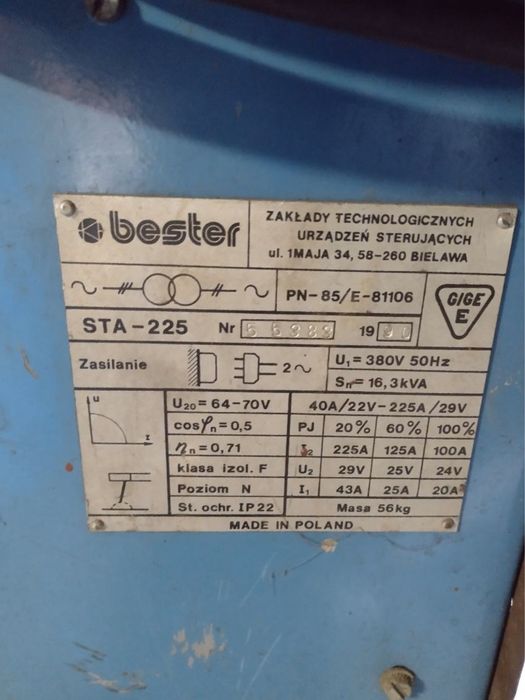 bester
ZAKŁADY TECHNOLOGICZNYCH
URZĄDZEŃ STERUJĄCYCH
ul. 1MAJA 34, 58-260 BIELAWA
PN-85/E-81106
GIGE
E
STA-225 Nr 1990
Zasilanie 2~
U₁=380V 50Hz
Sₙ=16,3kVA
U₂₀=64-70V
40A/22V-225A/29V
cosφₙ=0,5
PJ 20% 60% 100%
ηₙ=0,71
I₂ 225A 125A 100A
klasa izol. F
U₂ 29V 25V 24V
Poziom N
I₁ 43A 25A 20A
St. ochr. IP22
Masa 56kg
MADE IN POLAND
U
I